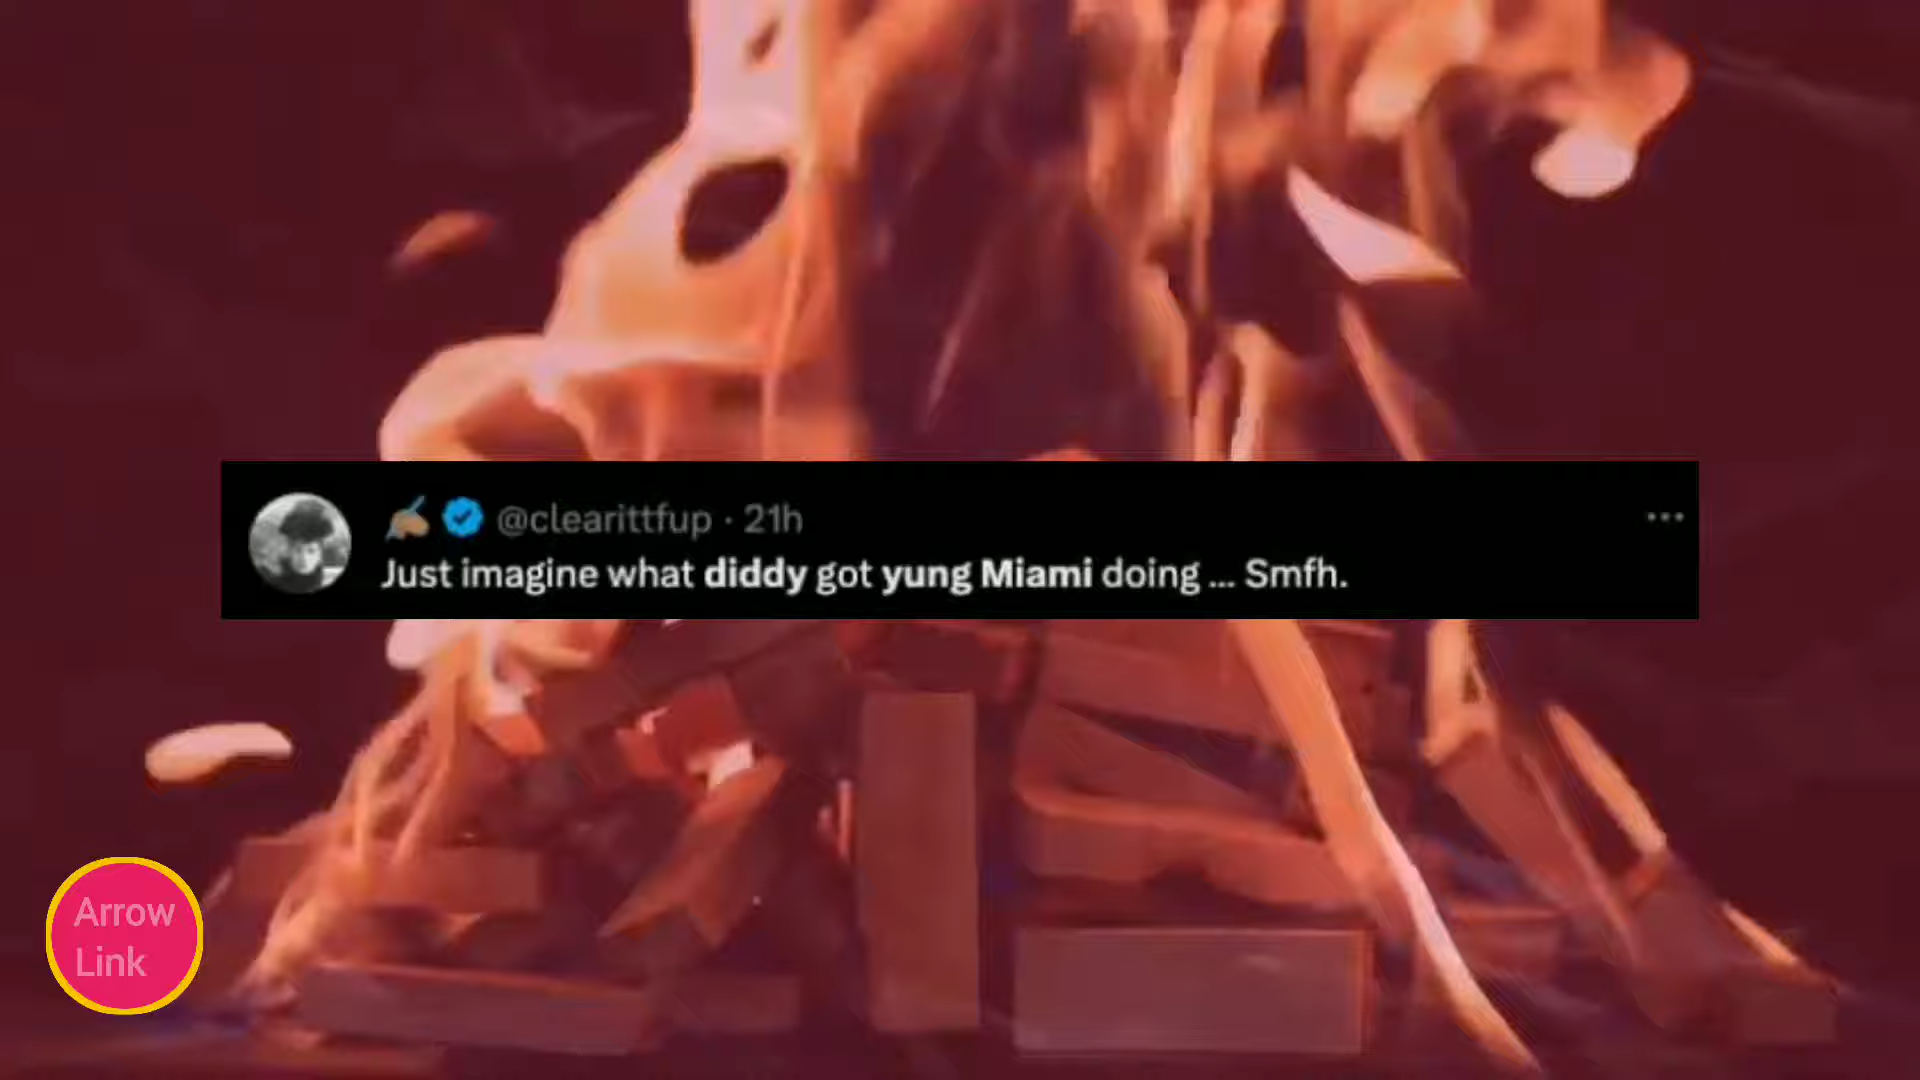 @clearittfup · 21h
Just imagine what diddy got yung Miami doing ... Smfh.
Arrow
Link